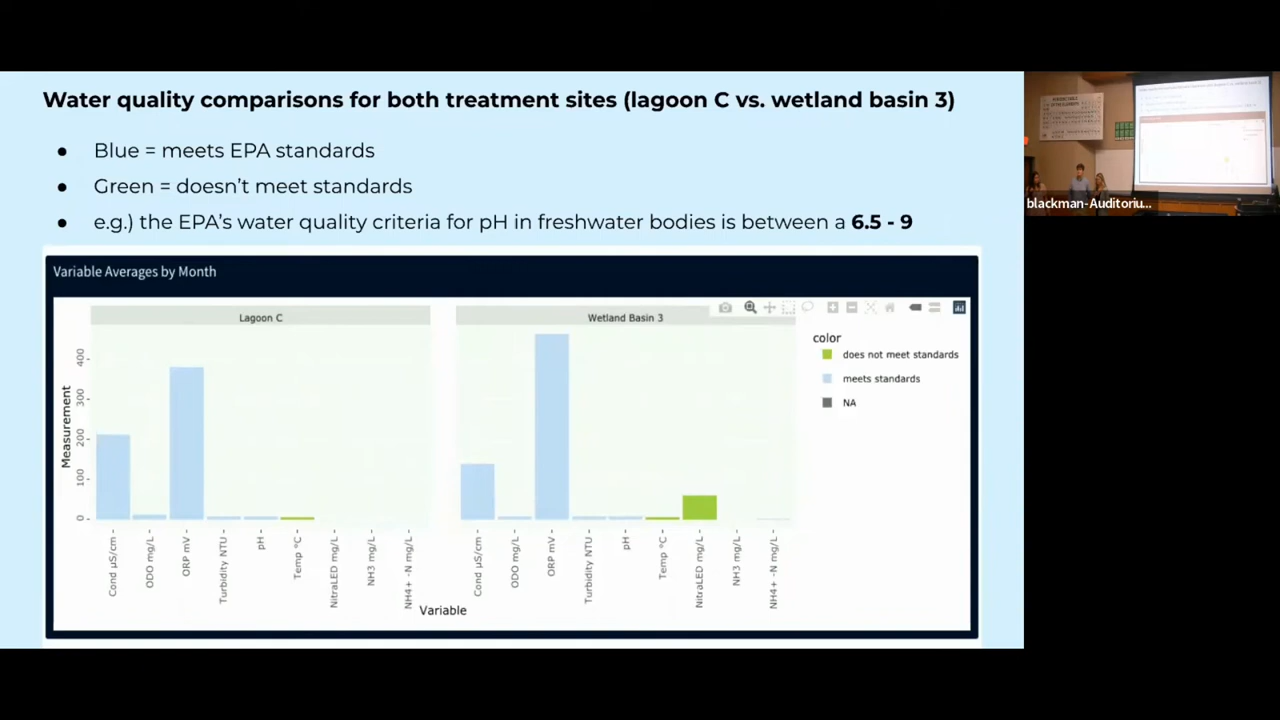 Water quality comparisons for both treatment sites (lagoon C vs. wetland basin 3)
● Blue = meets EPA standards
● Green = doesn't meet standards
● e.g.) the EPA's water quality criteria for pH in freshwater bodies is between a 6.5 - 9
blackman-Auditoriu...
Variable Averages by Month
Lagoon C
Wetland Basin 3
color
does not meet standards
meets standards
NA
Measurement
400
300
200
100
0
Cond µS/cm
ODO mg/L
ORP mV
Turbidity NTU
pH
Temp °C
NitraLED mg/L
NH3 mg/L
NH4+ -N mg/L
Cond µS/cm
ODO mg/L
ORP mV
Turbidity NTU
pH
Temp °C
NitraLED mg/L
NH3 mg/L
NH4+ -N mg/L
Variable